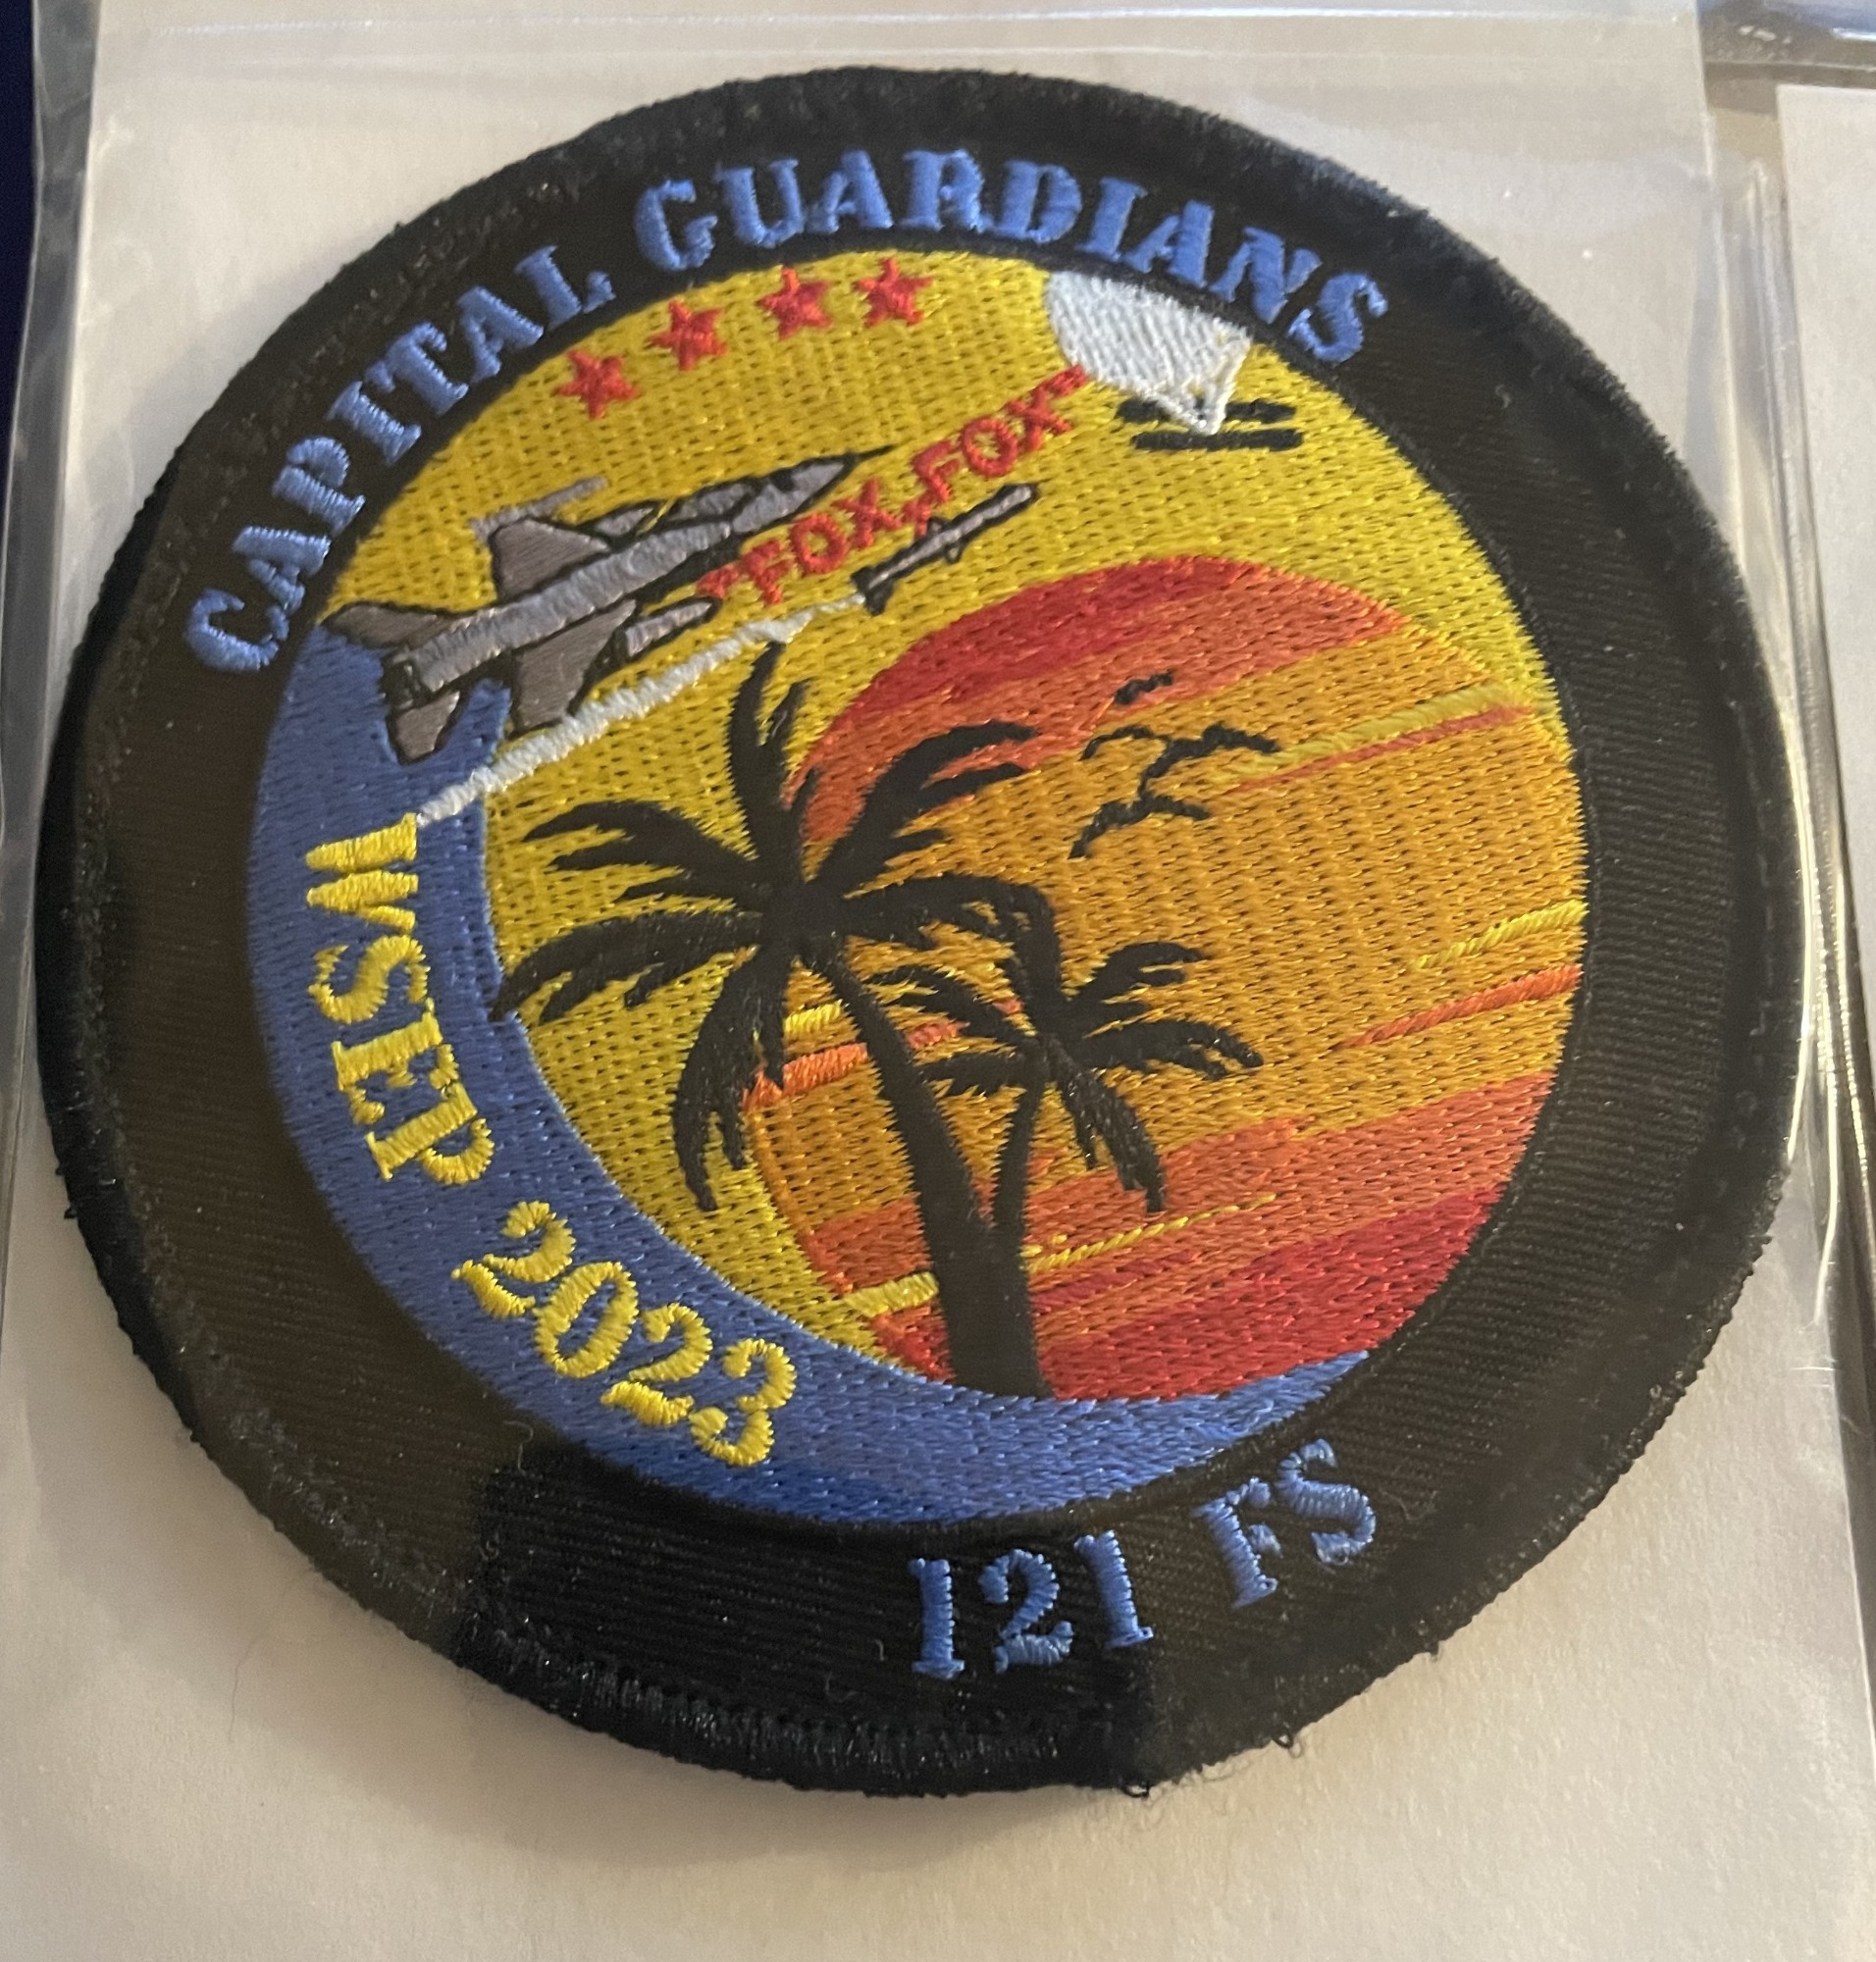 CAPITAL GUARDIANS
"FOX, FOX"
WSEP 2023
121 FS